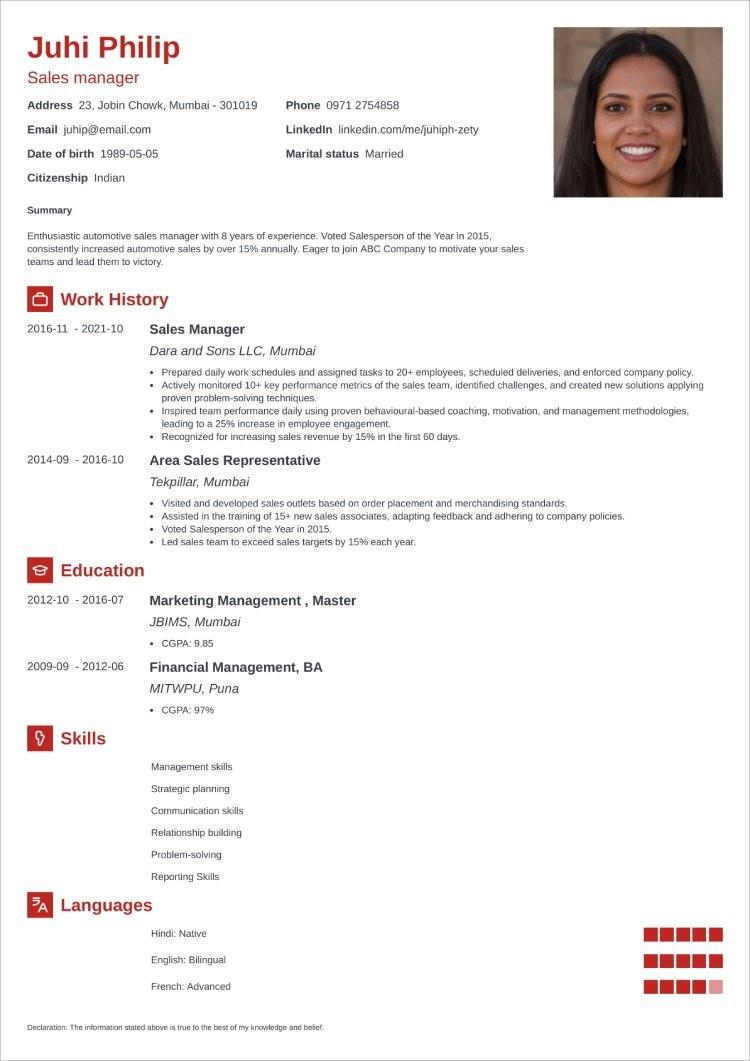 Juhi Philip
Sales manager
Address 23, Jobin Chowk, Mumbai - 301019
Phone 0971 2754858
Email juhip@email.com
LinkedIn linkedin.com/me/juhiph-zety
Date of birth 1989-05-05
Marital status Married
Citizenship Indian
Summary
Enthusiastic automotive sales manager with 8 years of experience. Voted Salesperson of the Year in 2015,
consistently increased automotive sales by over 15% annually. Eager to join ABC Company to motivate your sales
teams and lead them to victory.
Work History
2016-11 - 2021-10 Sales Manager
Dara and Sons LLC, Mumbai
• Prepared daily work schedules and assigned tasks to 20+ employees, scheduled deliveries, and enforced company policy.
• Actively monitored 10+ key performance metrics of the sales team, identified challenges, and created new solutions applying
proven problem-solving techniques.
• Inspired team performance daily using proven behavioural-based coaching, motivation, and management methodologies,
leading to a 25% increase in employee engagement.
• Recognized for increasing sales revenue by 15% in the first 60 days.
2014-09 - 2016-10 Area Sales Representative
Tekpillar, Mumbai
• Visited and developed sales outlets based on order placement and merchandising standards.
• Assisted in the training of 15+ new sales associates, adapting feedback and adhering to company policies.
• Voted Salesperson of the Year in 2015.
• Led sales team to exceed sales targets by 15% each year.
Education
2012-10 - 2016-07 Marketing Management , Master
JBIMS, Mumbai
• CGPA: 9.85
2009-09 - 2012-06 Financial Management, BA
MITWPU, Puna
• CGPA: 97%
Skills
Management skills
Strategic planning
Communication skills
Relationship building
Problem-solving
Reporting Skills
Languages
Hindi: Native
English: Bilingual
French: Advanced
Declaration: The information stated above is true to the best of my knowledge and belief.